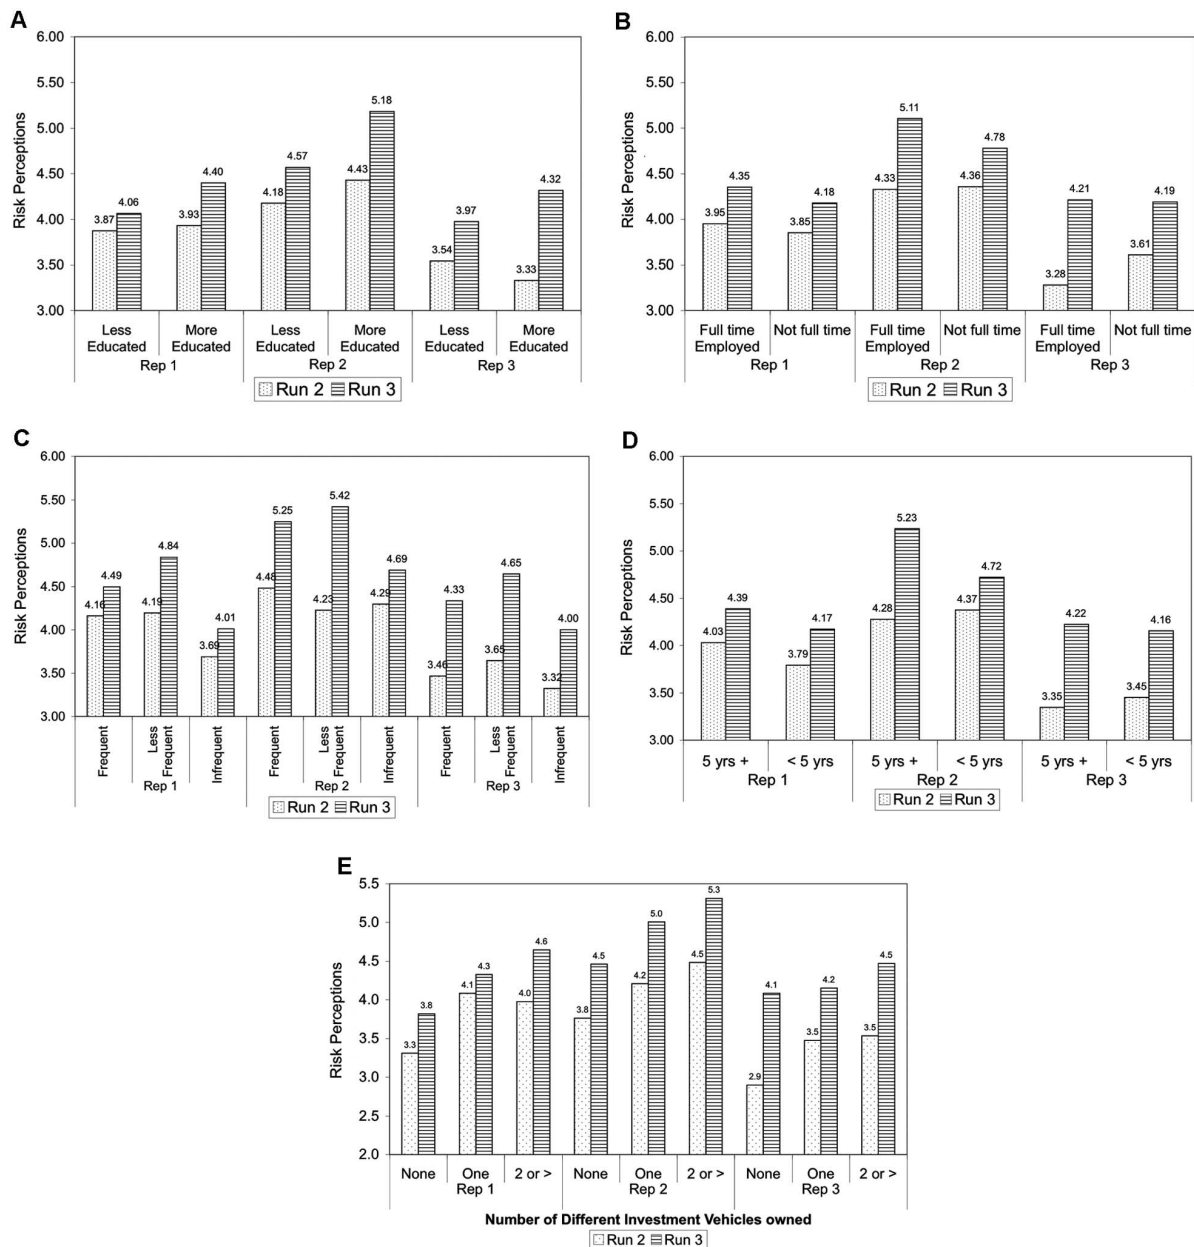 A
6.00
5.50
5.00
4.50
4.00
3.50
3.00
Risk Perceptions
3.87
4.06
3.93
4.40
4.18
4.57
4.43
5.18
3.54
3.97
3.33
4.32
Less Educated
More Educated
Less Educated
More Educated
Less Educated
More Educated
Rep 1
Rep 2
Rep 3
Run 2 Run 3
B
6.00
5.50
5.00
4.50
4.00
3.50
3.00
Risk Perceptions
3.95
4.35
3.85
4.18
4.33
5.11
4.36
4.78
3.28
4.21
3.61
4.19
Full time Employed
Not full time
Full time Employed
Not full time
Full time Employed
Not full time
Rep 1
Rep 2
Rep 3
Run 2 Run 3
C
6.00
5.50
5.00
4.50
4.00
3.50
3.00
Risk Perceptions
4.16
4.49
4.19
4.84
3.69
4.01
4.48
5.25
4.23
5.42
4.29
4.69
3.46
4.33
3.65
4.65
3.32
4.00
Frequent
Less Frequent
Infrequent
Frequent
Less Frequent
Infrequent
Frequent
Less Frequent
Infrequent
Rep 1
Rep 2
Rep 3
Run 2 Run 3
D
6.00
5.50
5.00
4.50
4.00
3.50
3.00
Risk Perceptions
4.03
4.39
3.79
4.17
4.28
5.23
4.37
4.72
3.35
4.22
3.45
4.16
5 yrs +
< 5 yrs
5 yrs +
< 5 yrs
5 yrs +
< 5 yrs
Rep 1
Rep 2
Rep 3
Run 2 Run 3
E
5.5
5.0
4.5
4.0
3.5
3.0
2.5
2.0
Risk Perceptions
3.3
3.8
4.1
4.3
4.0
4.6
3.8
4.5
4.2
5.0
4.5
5.3
2.9
4.1
3.5
4.2
3.5
4.5
None
One
2 or >
None
One
2 or >
None
One
2 or >
Rep 1
Rep 2
Rep 3
Number of Different Investment Vehicles owned
Run 2 Run 3